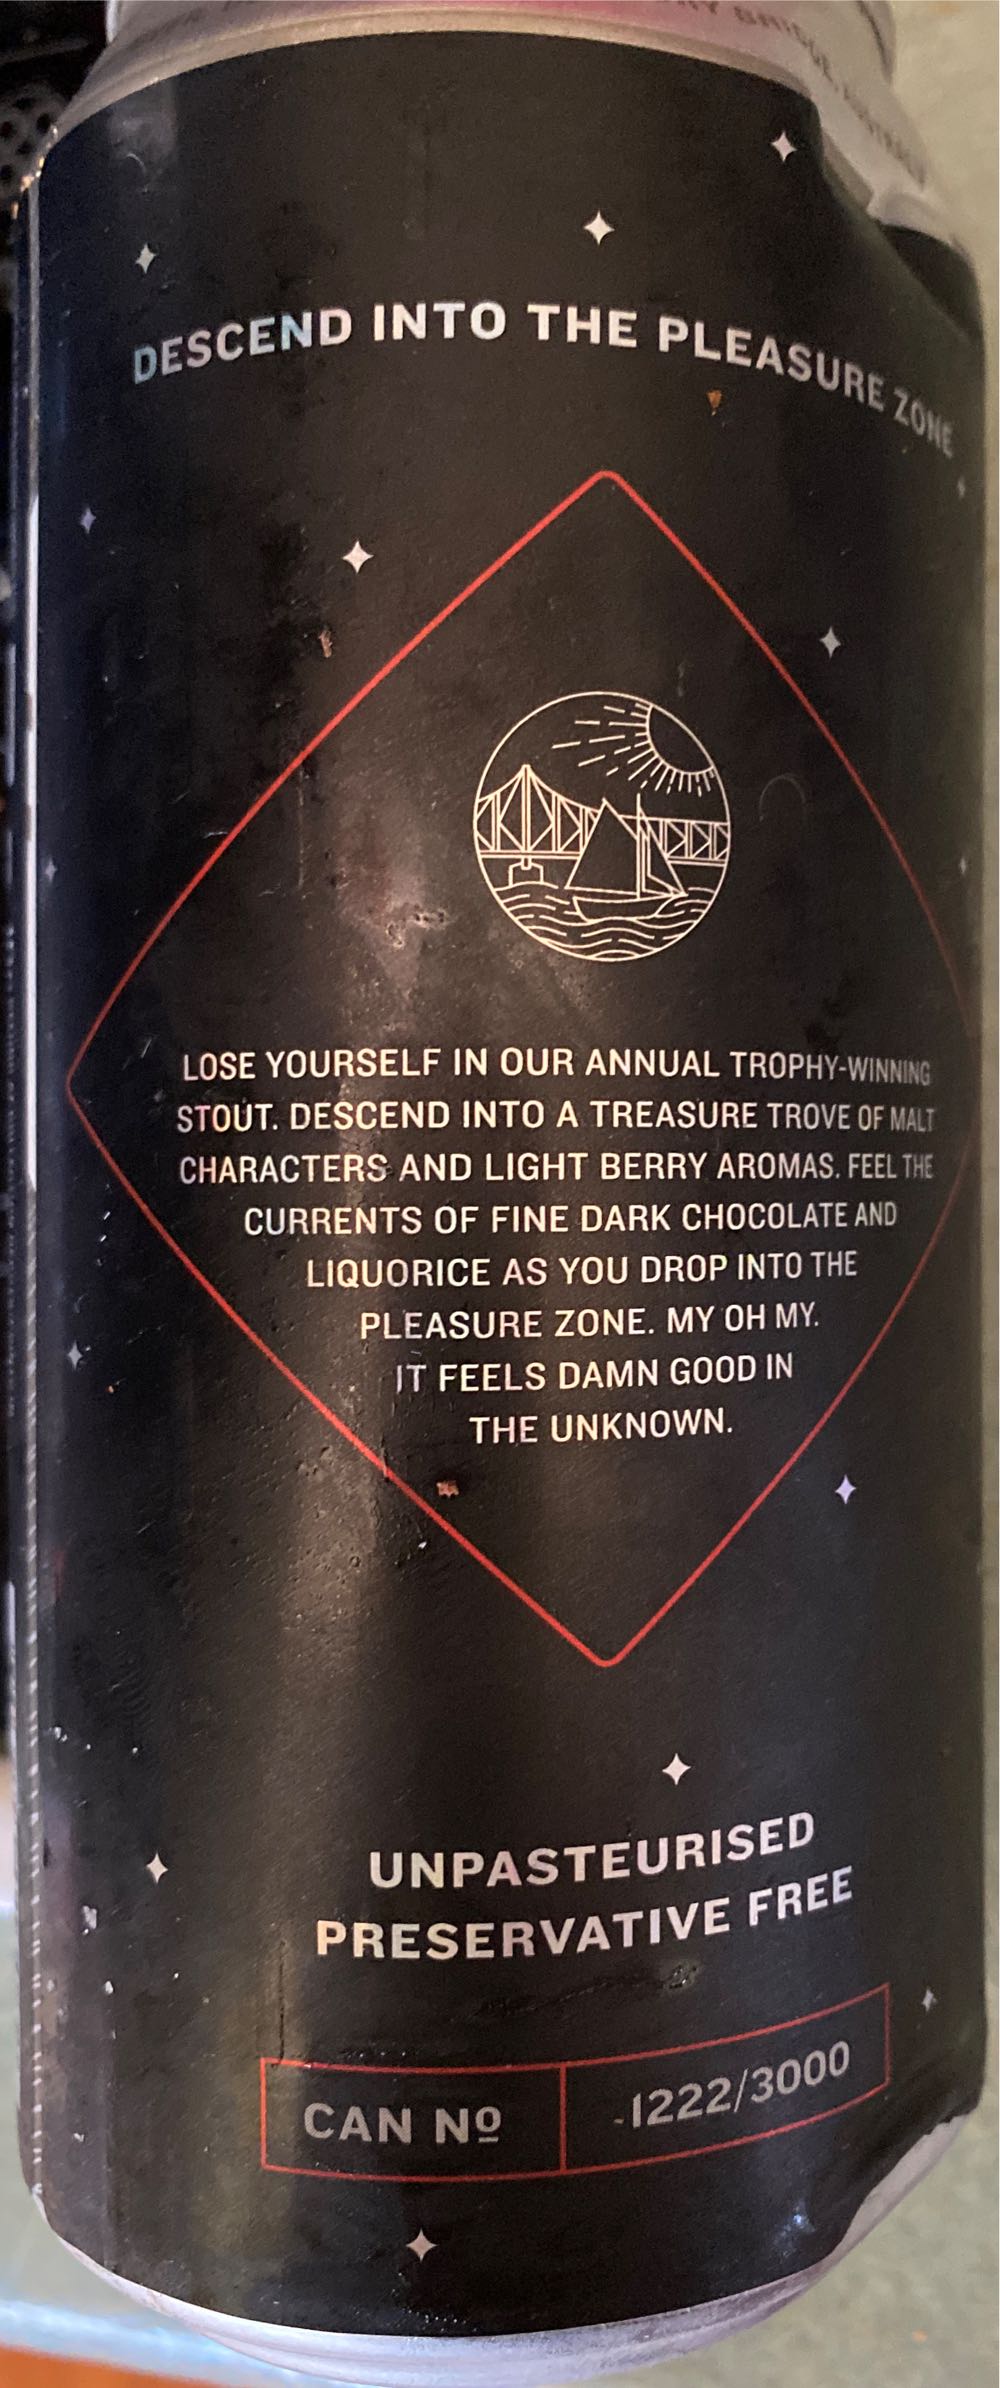 DESCEND INTO THE PLEASURE ZONE
LOSE YOURSELF IN OUR ANNUAL TROPHY-WINNING
STOUT. DESCEND INTO A TREASURE TROVE OF MALT
CHARACTERS AND LIGHT BERRY AROMAS. FEEL THE
CURRENTS OF FINE DARK CHOCOLATE AND
LIQUORICE AS YOU DROP INTO THE
PLEASURE ZONE. MY OH MY.
IT FEELS DAMN GOOD IN
THE UNKNOWN.
UNPASTEURISED
PRESERVATIVE FREE
CAN Nº 1222/3000